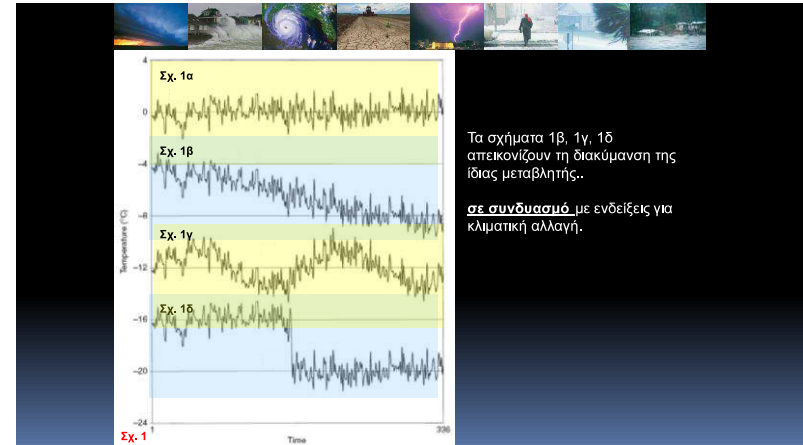 4
Σχ. 1α
0
Σχ. 1β
-4
-8
Σχ. 1γ
Temperature (°C)
-12
Σχ. 1δ
-16
-20
-24
1
Time
336
Σχ. 1
Τα σχήματα 1β, 1γ, 1δ
απεικονίζουν τη διακύμανση της
ίδιας μεταβλητής..
σε συνδυασμό με ενδείξεις για
κλιματική αλλαγή.